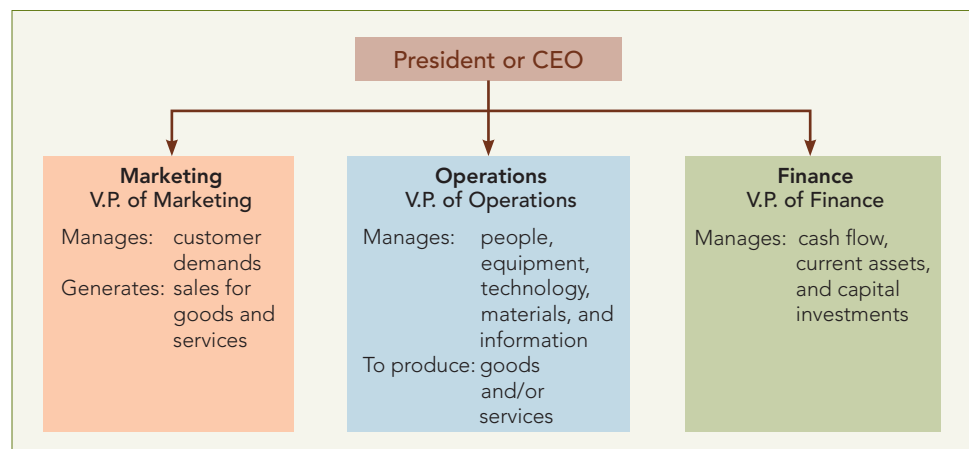 President or CEO
Marketing
V.P. of Marketing
Manages: customer
demands
Generates: sales for
goods and
services
Operations
V.P. of Operations
Manages: people,
equipment,
technology,
materials, and
information
To produce: goods
and/or
services
Finance
V.P. of Finance
Manages: cash flow,
current assets,
and capital
investments